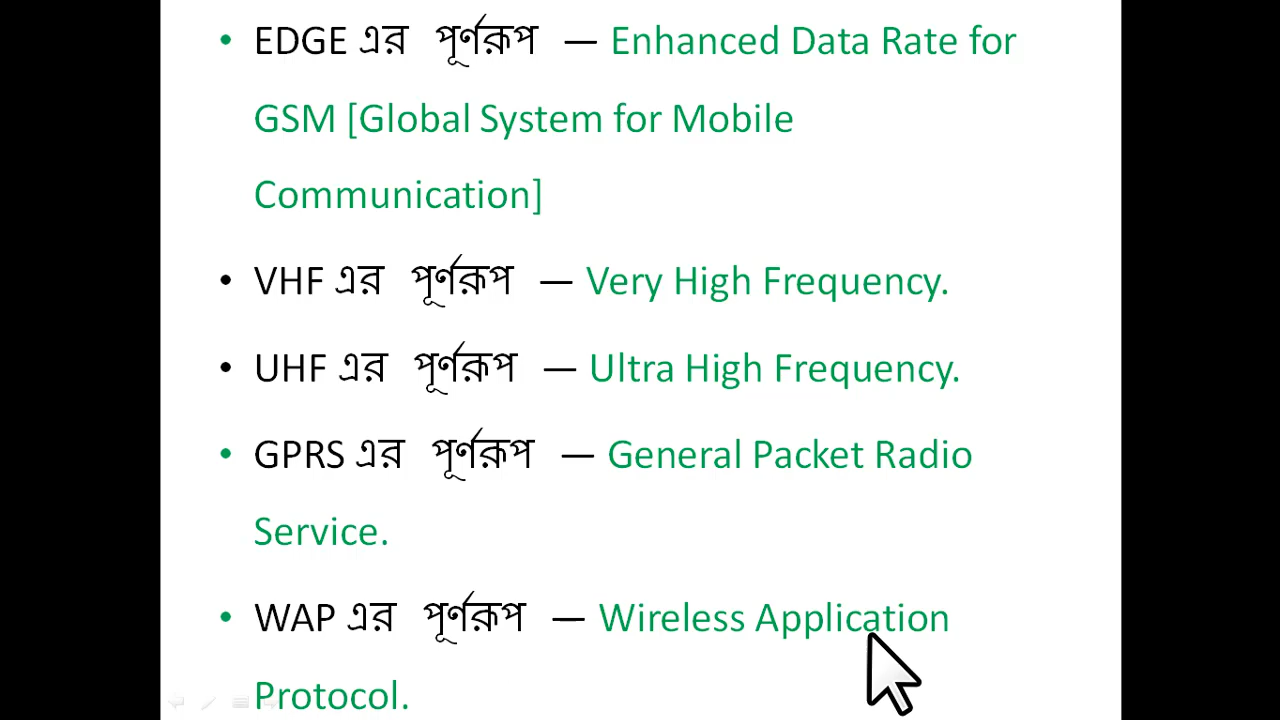 • EDGE এর পূর্ণরূপ — Enhanced Data Rate for
GSM [Global System for Mobile
Communication]
• VHF এর পূর্ণরূপ — Very High Frequency.
• UHF এর পূর্ণরূপ — Ultra High Frequency.
• GPRS এর পূর্ণরূপ — General Packet Radio
Service.
• WAP এর পূর্ণরূপ — Wireless Application
Protocol.